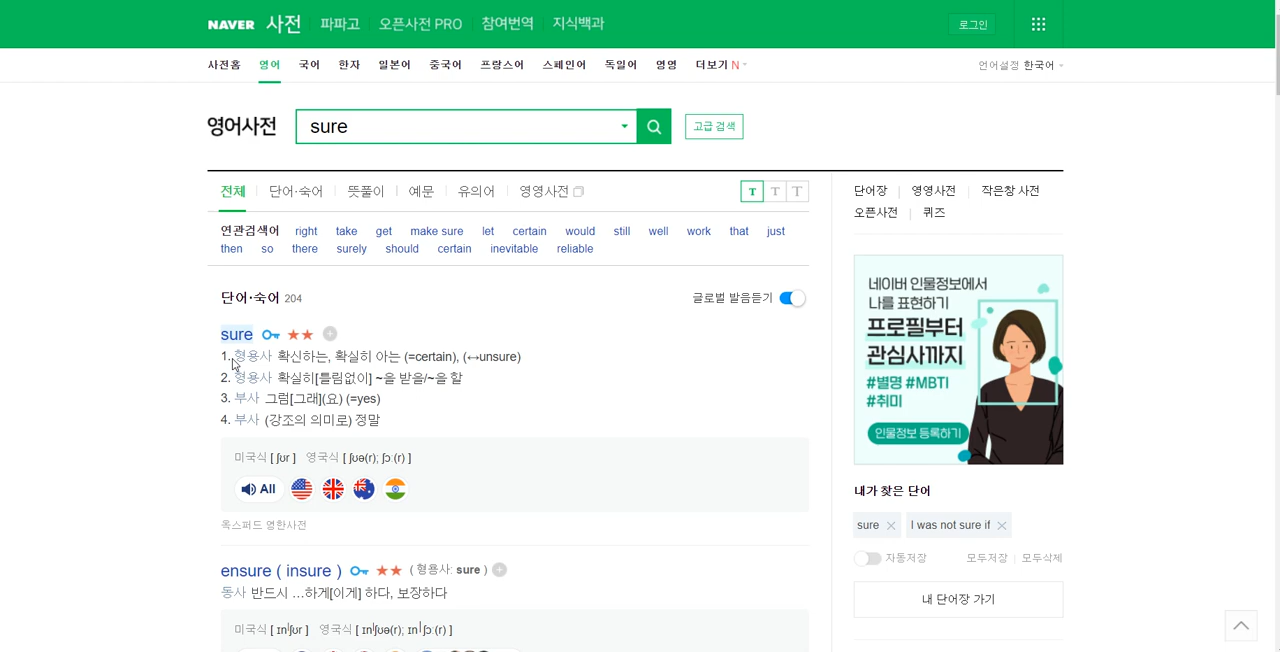 NAVER 사전 파파고 오픈사전 PRO 참여번역 지식백과 로그인
사전홈 영어 국어 한자 일본어 중국어 프랑스어 스페인어 독일어 영영 더보기 N 언어설정 한국어
영어사전 sure 고급 검색
전체 단어·숙어 뜻풀이 예문 유의어 영영사전 T T T
연관검색어 right take get make sure let certain would still well work that just
then so there surely should certain inevitable reliable
단어·숙어 204 글로벌 발음듣기
sure
1. 형용사 확신하는, 확실히 아는 (=certain), (↔unsure)
2. 형용사 확실히[틀림없이] ~을 받을/~을 할
3. 부사 그럼[그래](요) (=yes)
4. 부사 (강조의 의미로) 정말
미국식 [ ʃʊr ] 영국식 [ ʃʊə(r); ʃɔː(r) ]
All
옥스퍼드 영한사전
ensure ( insure ) ( 형용사: sure )
동사 반드시 …하게[이게] 하다, 보장하다
미국식 [ ɪnˈʃʊr ] 영국식 [ ɪnˈʃʊə(r); ɪnˈʃɔː(r) ]
단어장 영영사전 작은창 사전
오픈사전 퀴즈
네이버 인물정보에서
나를 표현하기
프로필부터
관심사까지
#별명 #MBTI
#취미
인물정보 등록하기
내가 찾은 단어
sure I was not sure if
자동저장 모두저장 모두삭제
내 단어장 가기